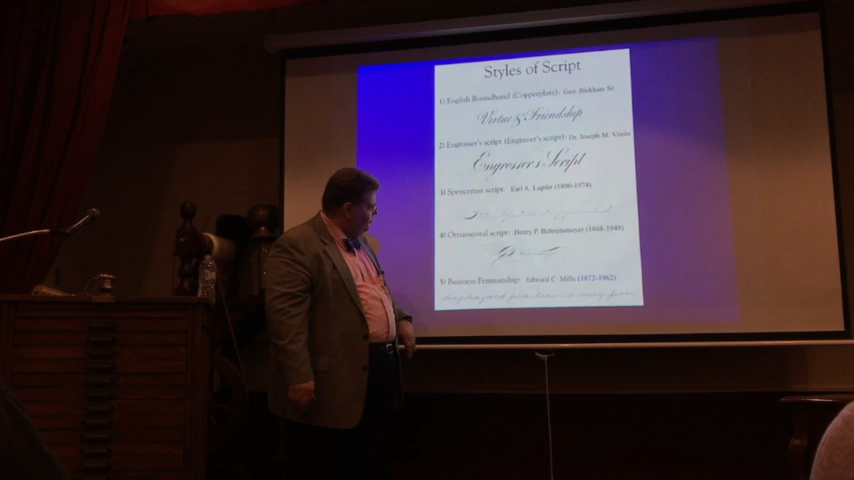 Styles of Script
1) English Roundhand (Copperplate): Geo. Bickham Sr.
Virtue & Friendship
2) Engrosser's script (Engraver's script): Dr. Joseph M. Vitolo
Engrosser's Script
3) Spencerian script: Earl A. Lupfer (1890-1974)
4) Ornamental script: Henry P. Behrensmeyer (1868-1948)
5) Business Penmanship: Edward C. Mills (1872-1962)